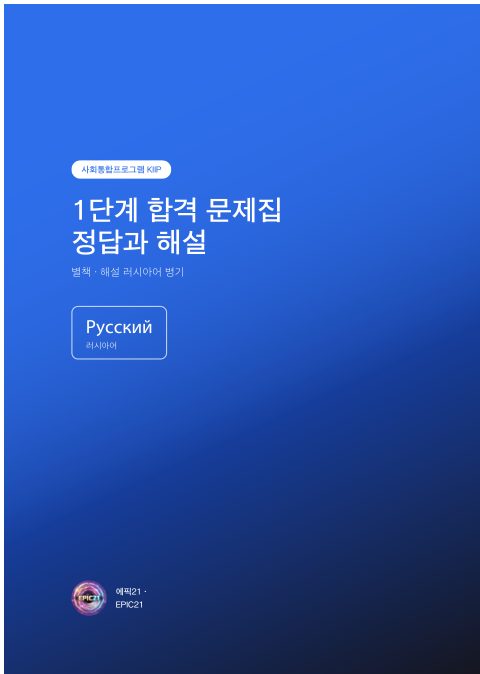 사회통합프로그램 KIIP
1단계 합격 문제집
정답과 해설
별책 · 해설 러시아어 병기
Русский
러시아어
EPIC21
에픽21 ·
EPIC21